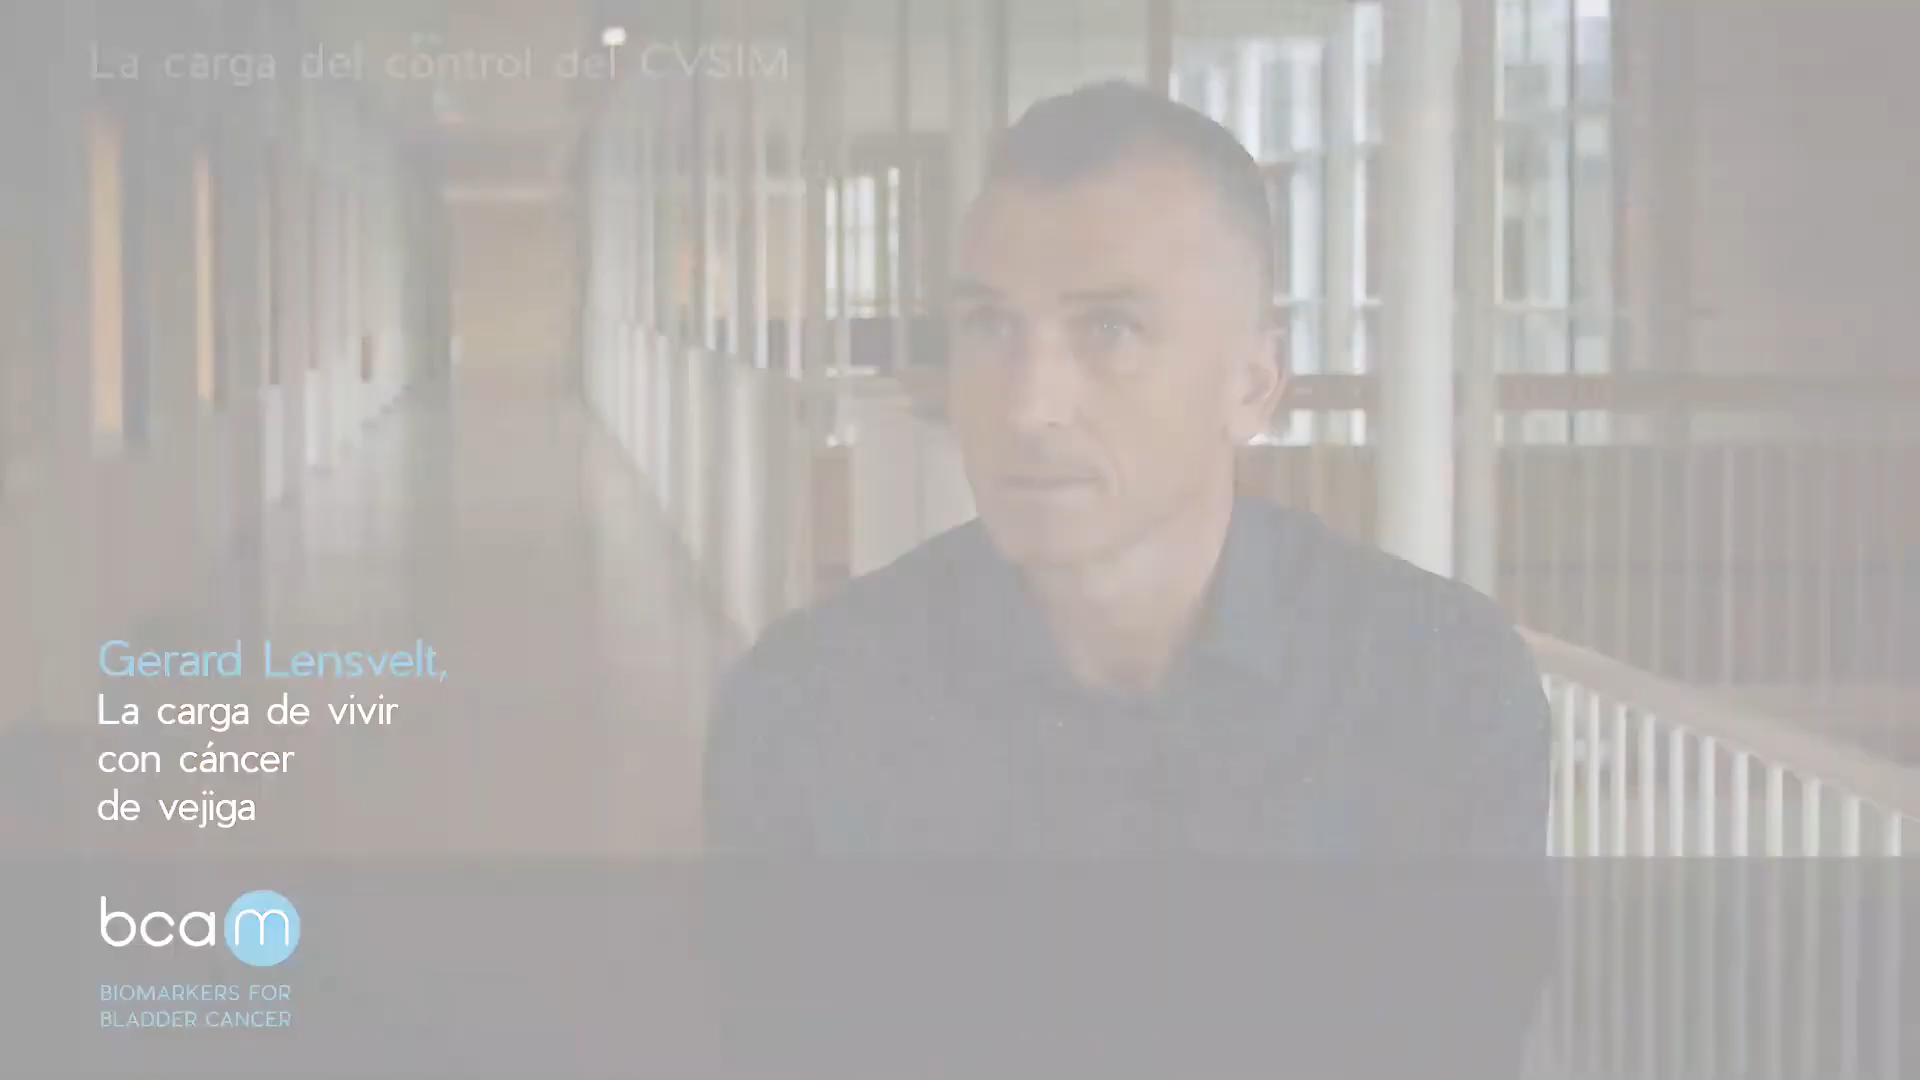 La carga del control del CVSIM
Gerard Lensvelt,
La carga de vivir
con cáncer
de vejiga
bcam
BIOMARKERS FOR
BLADDER CANCER